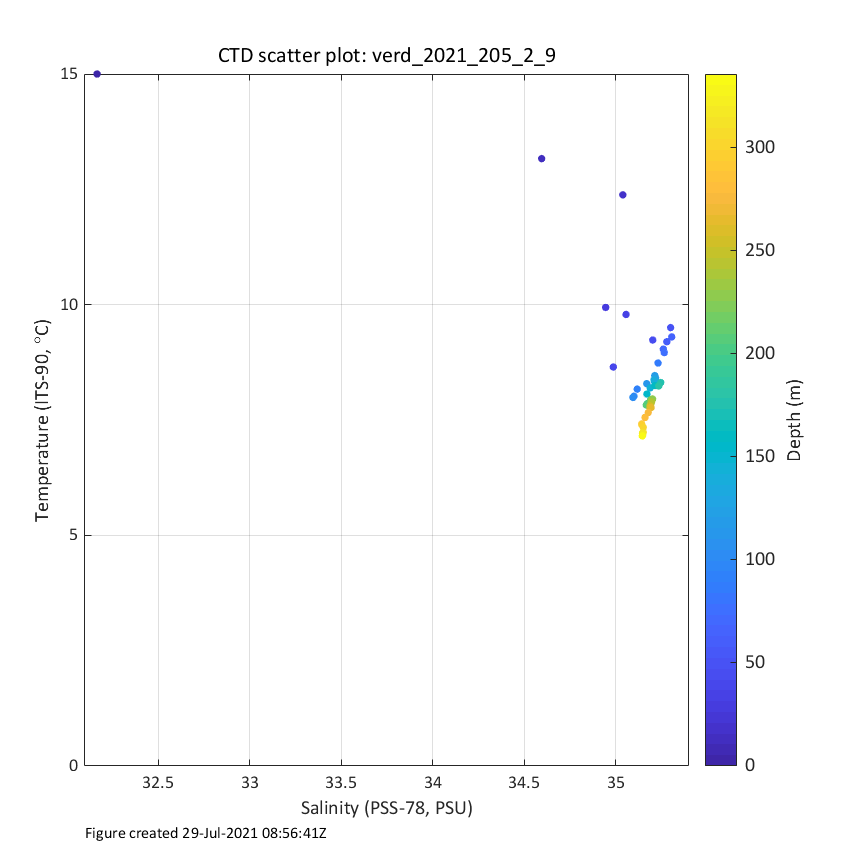 CTD scatter plot: verd_2021_205_2_9
15
10
5
0
Temperature (ITS-90, °C)
32.5 33 33.5 34 34.5 35
Salinity (PSS-78, PSU)
300
250
200
150
100
50
0
Depth (m)
Figure created 29-Jul-2021 08:56:41Z